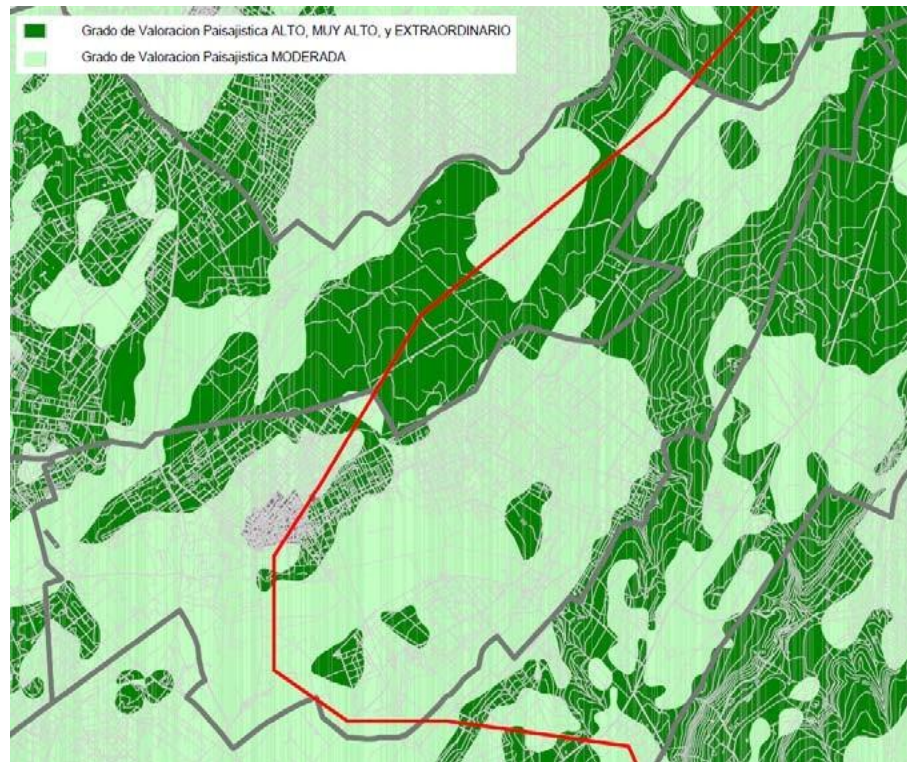 Grado de Valoracion Paisajistica ALTO, MUY ALTO, y EXTRAORDINARIO
Grado de Valoracion Paisajistica MODERADA